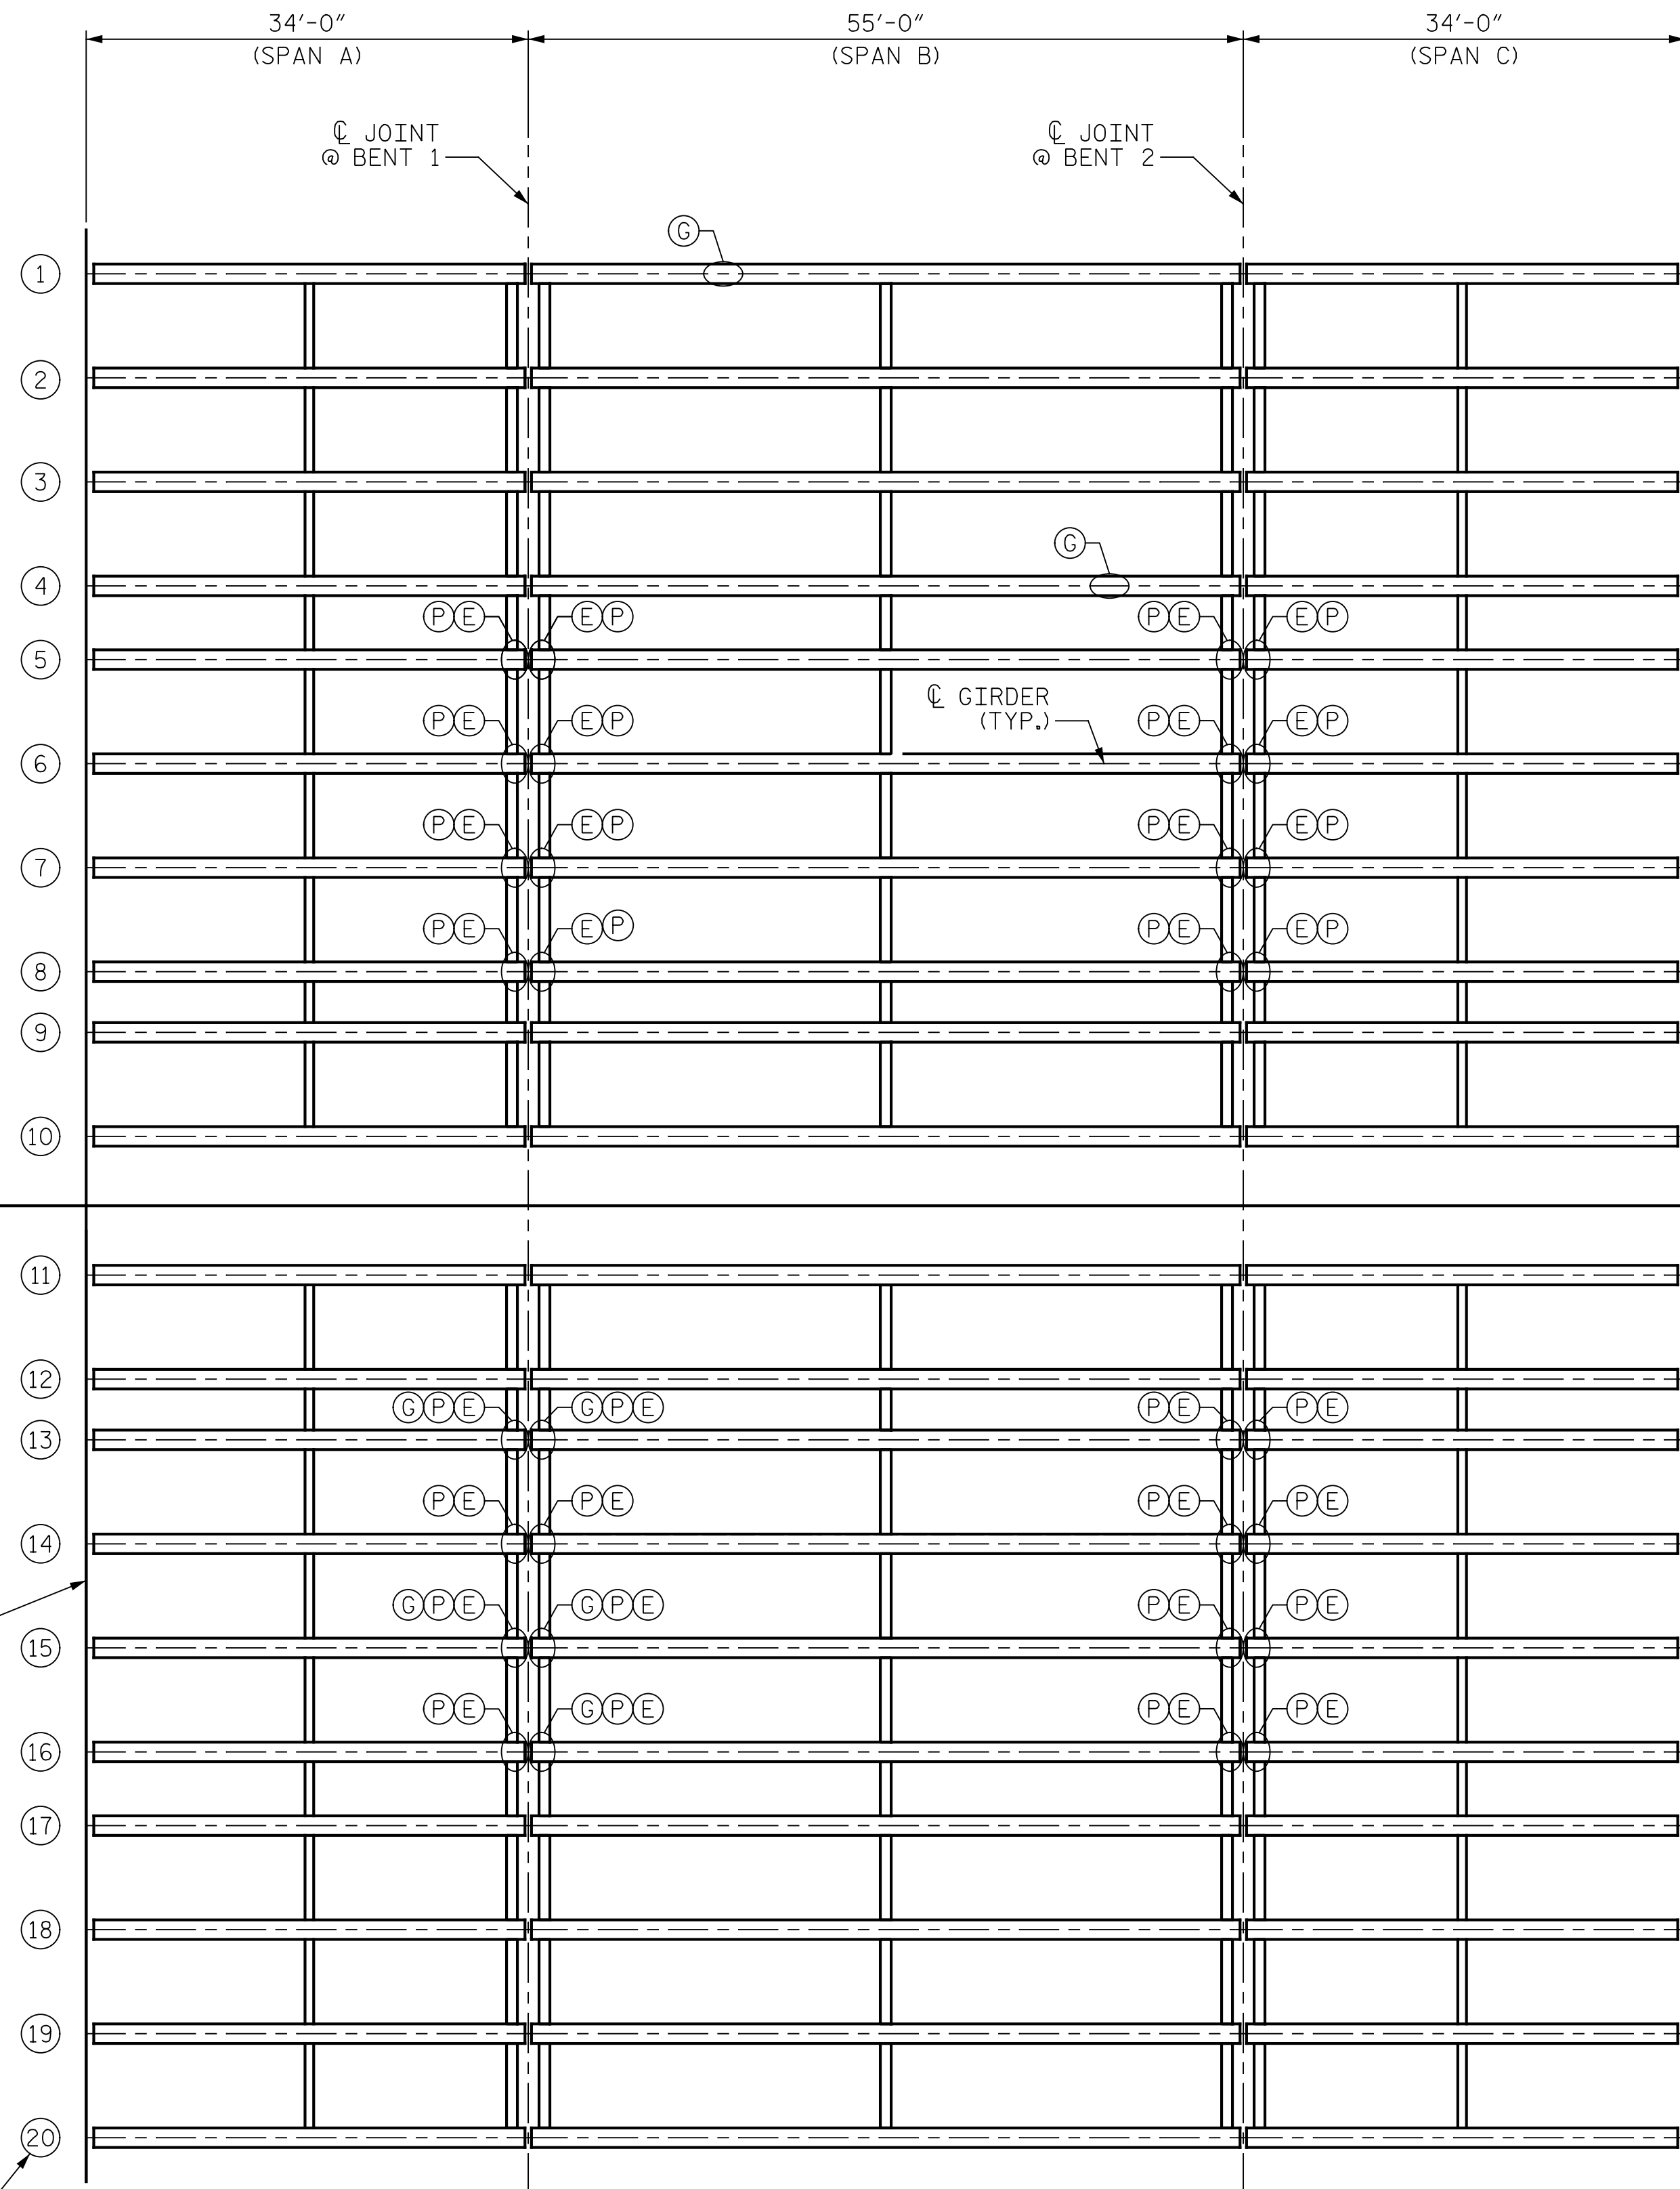 34'-0" 55'-0" 34'-0"
(SPAN A) (SPAN B) (SPAN C)
℄ JOINT ℄ JOINT
@ BENT 1 @ BENT 2
G
1
2
3
G
4
P E E P P E E P
5
℄ GIRDER
(TYP.)
P E E P P E E P
6
P E E P P E E P
7
P E E P P E E P
8
9
10
11
12
G P E G P E P E P E
13
P E P E P E P E
14
G P E G P E P E P E
15
P E G P E P E P E
16
17
18
19
20